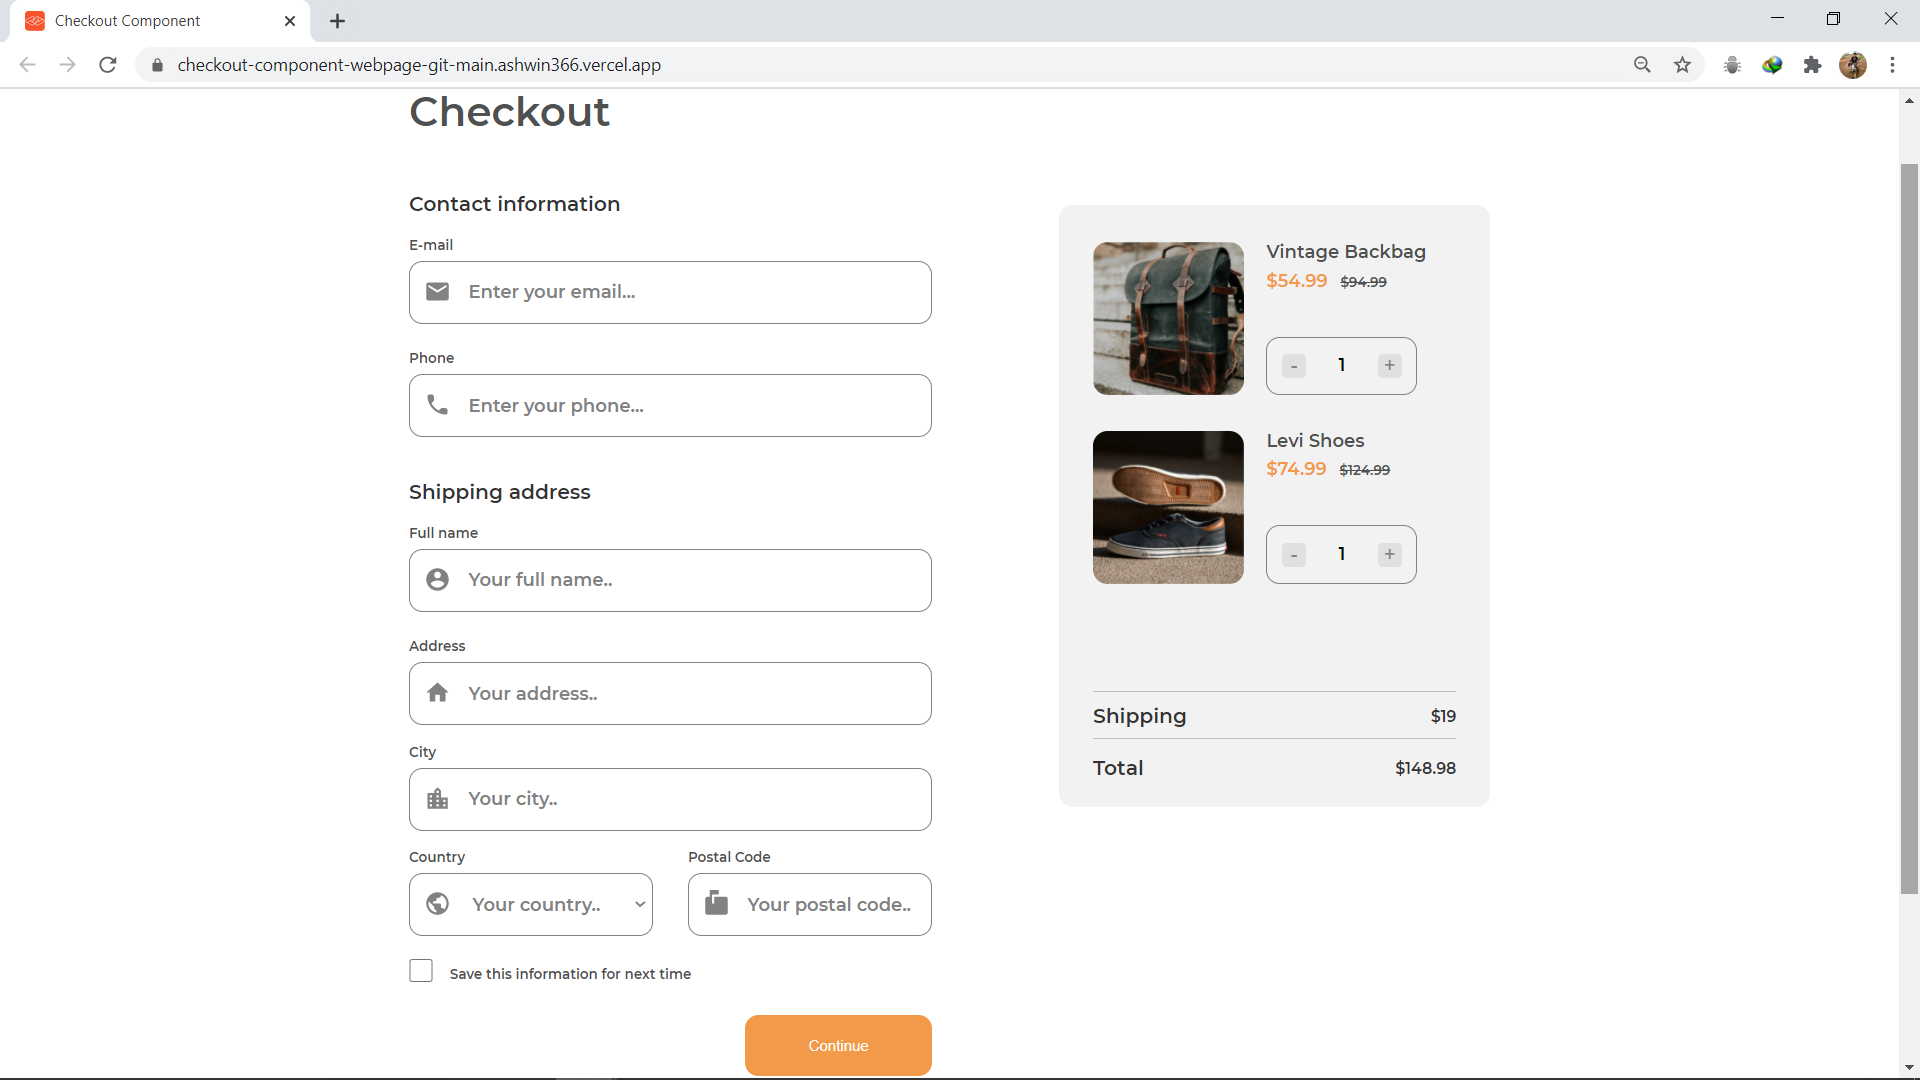 Checkout Component
checkout-component-webpage-git-main.ashwin366.vercel.app
Checkout
Contact information
E-mail
Enter your email...
Phone
Enter your phone...
Shipping address
Full name
Your full name..
Address
Your address..
City
Your city..
Country
Your country..
Postal Code
Your postal code..
Save this information for next time
Continue
Vintage Backbag
$54.99 $94.99
- 1 +
Levi Shoes
$74.99 $124.99
- 1 +
Shipping $19
Total $148.98